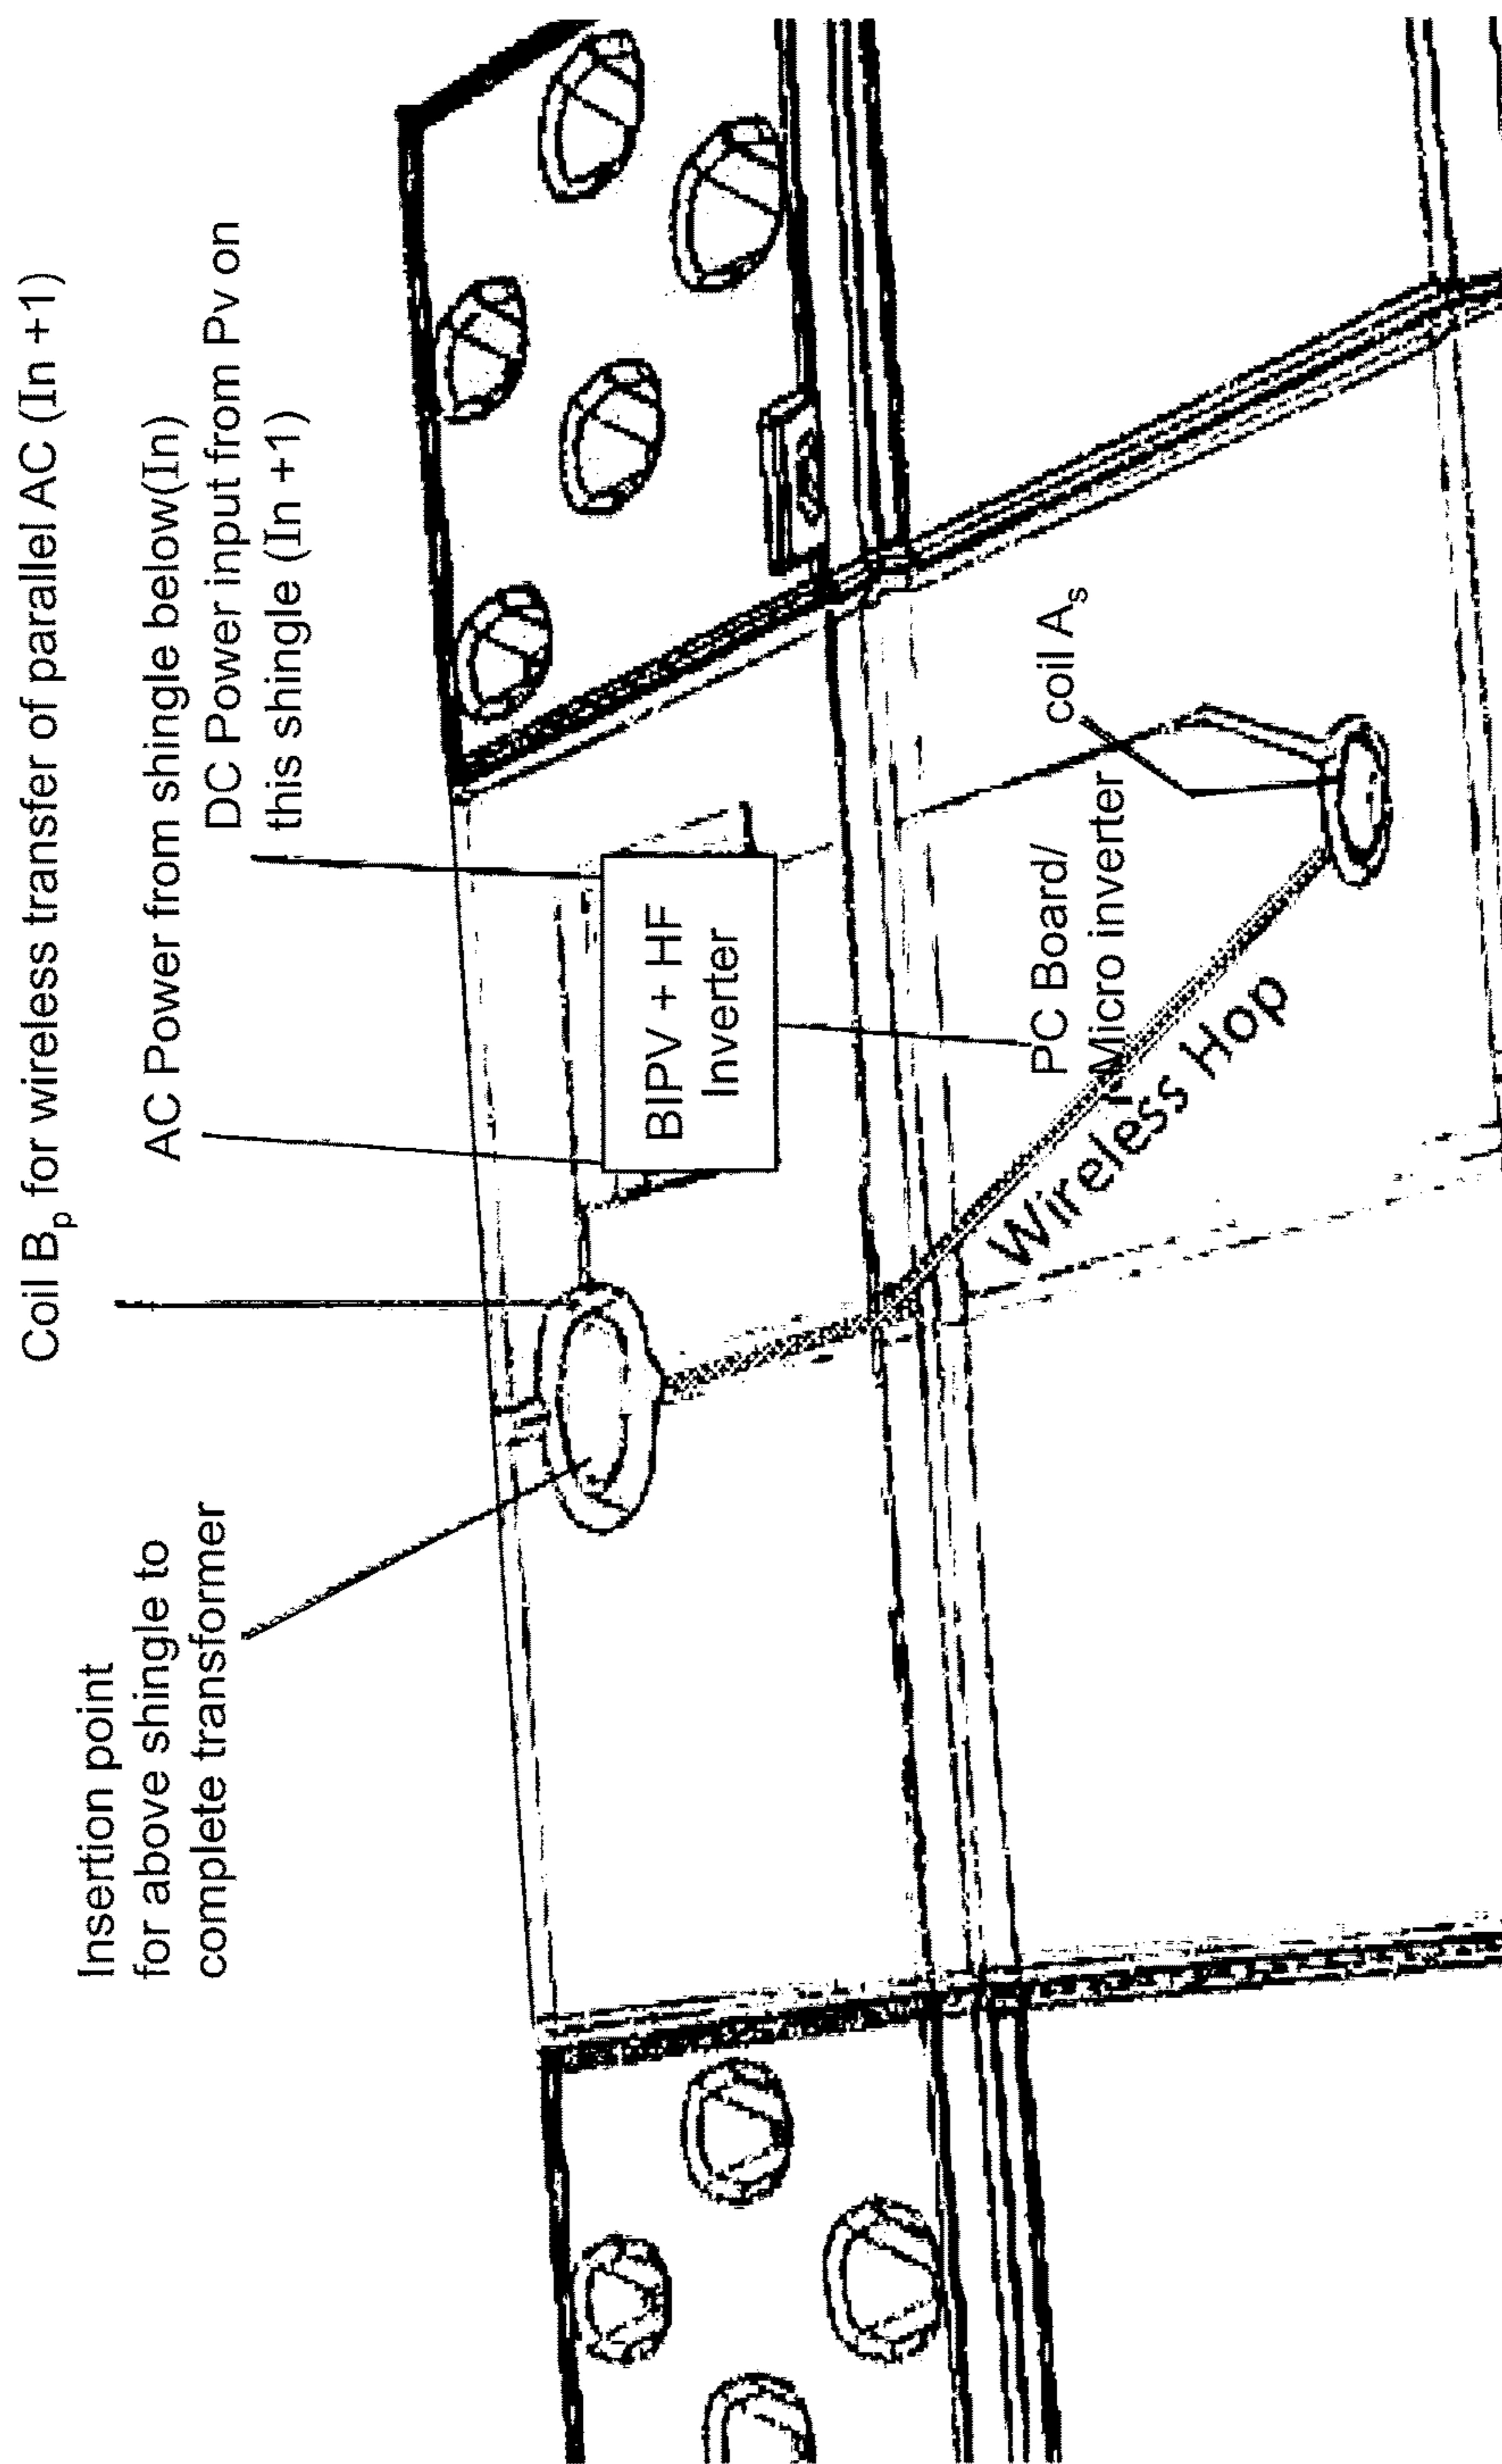 Coil Bp for wireless transfer of parallel AC (In +1)
Insertion point
for above shingle to
complete transformer
AC Power from shingle below(In)
DC Power input from Pv on
this shingle (In +1)
BIPV + HF
Inverter
PC Board/
Micro inverter
coil As
Wireless Hop